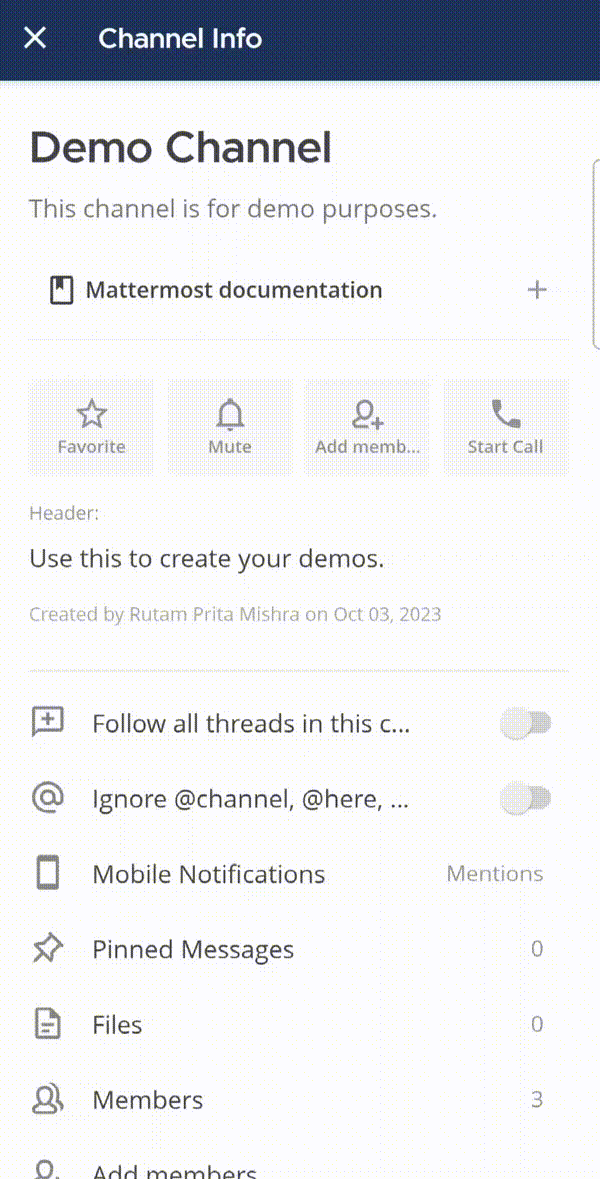 Channel Info
Demo Channel
This channel is for demo purposes.
Mattermost documentation
Favorite Mute Add memb... Start Call
Header:
Use this to create your demos.
Created by Rutam Prita Mishra on Oct 03, 2023
Follow all threads in this c...
Ignore @channel, @here, ...
Mobile Notifications Mentions
Pinned Messages 0
Files 0
Members 3
Add members